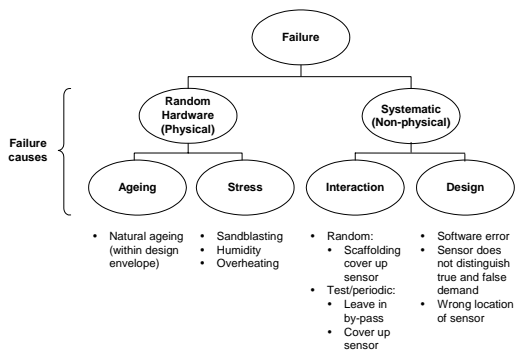 Failure
Random
Hardware
(Physical)
Systematic
(Non-physical)
Failure
causes
Ageing
Stress
Interaction
Design
• Natural ageing
(within design
envelope)
• Sandblasting
• Humidity
• Overheating
• Random:
• Scaffolding
cover up
sensor
• Test/periodic:
• Leave in
by-pass
• Cover up
sensor
• Software error
• Sensor does
not distinguish
true and false
demand
• Wrong location
of sensor